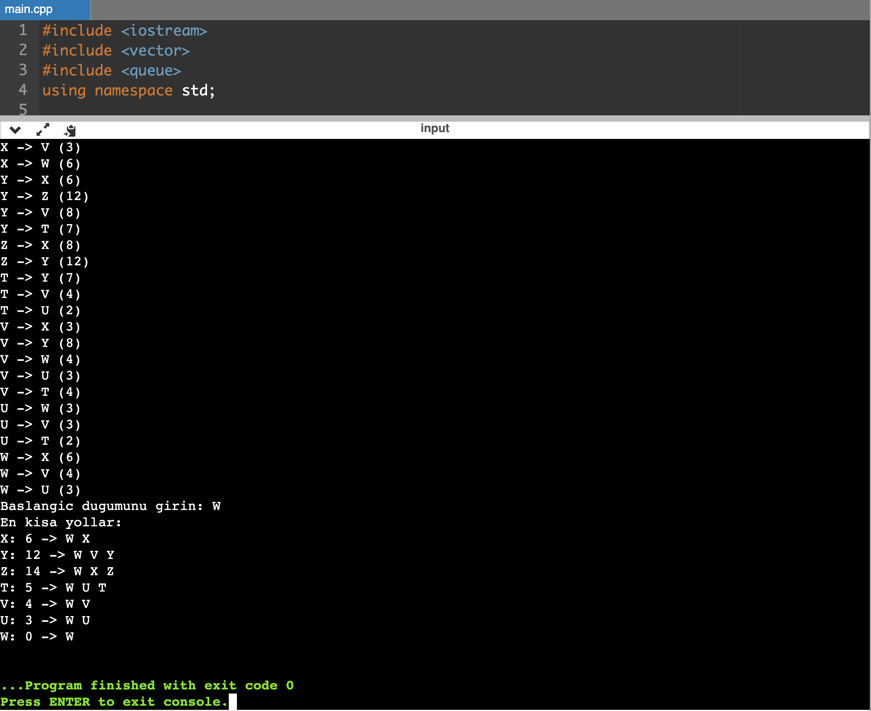 main.cpp
1 #include <iostream>
2 #include <vector>
3 #include <queue>
4 using namespace std;
5
input
X -> V (3)
X -> W (6)
Y -> X (6)
Y -> Z (12)
Y -> V (8)
Y -> T (7)
Z -> X (8)
Z -> Y (12)
T -> Y (7)
T -> V (4)
T -> U (2)
V -> X (3)
V -> Y (8)
V -> W (4)
V -> U (3)
V -> T (4)
U -> W (3)
U -> V (3)
U -> T (2)
W -> X (6)
W -> V (4)
W -> U (3)
Baslangic dugumunu girin: W
En kisa yollar:
X: 6 -> W X
Y: 12 -> W V Y
Z: 14 -> W X Z
T: 5 -> W U T
V: 4 -> W V
U: 3 -> W U
W: 0 -> W
...Program finished with exit code 0
Press ENTER to exit console.